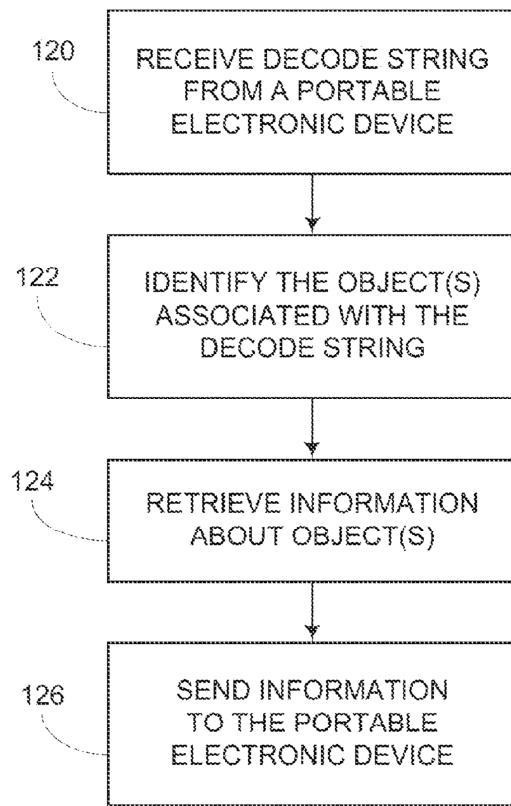 120
RECEIVE DECODE STRING
FROM A PORTABLE
ELECTRONIC DEVICE
122
IDENTIFY THE OBJECT(S)
ASSOCIATED WITH THE
DECODE STRING
124
RETRIEVE INFORMATION
ABOUT OBJECT(S)
126
SEND INFORMATION
TO THE PORTABLE
ELECTRONIC DEVICE